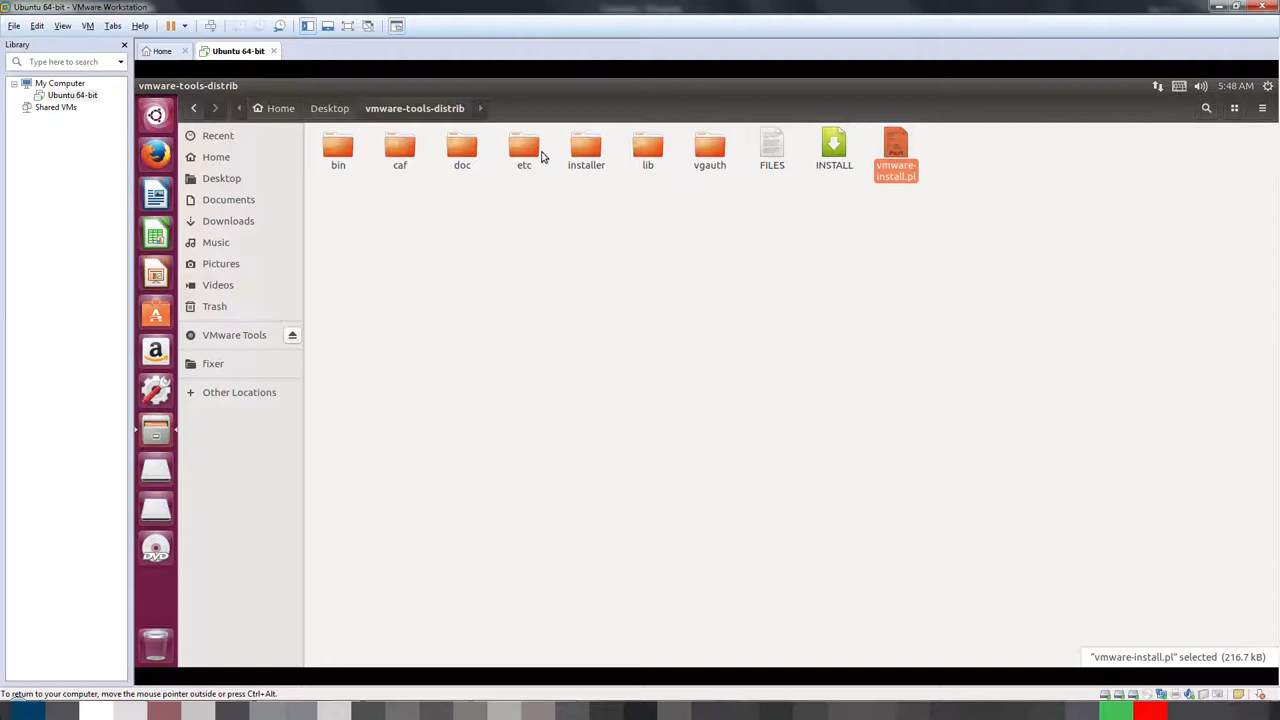 Ubuntu 64-bit - VMware Workstation
File Edit View VM Tabs Help
Library
Type here to search
My Computer
Ubuntu 64-bit
Shared VMs
Home
Ubuntu 64-bit
vmware-tools-distrib
5:48 AM
Home
Desktop
vmware-tools-distrib
Recent
Home
Desktop
Documents
Downloads
Music
Pictures
Videos
Trash
VMware Tools
fixer
Other Locations
bin
caf
doc
etc
installer
lib
vgauth
FILES
INSTALL
vmware-
install.pl
"vmware-install.pl" selected (216.7 kB)
To return to your computer, move the mouse pointer outside or press Ctrl+Alt.